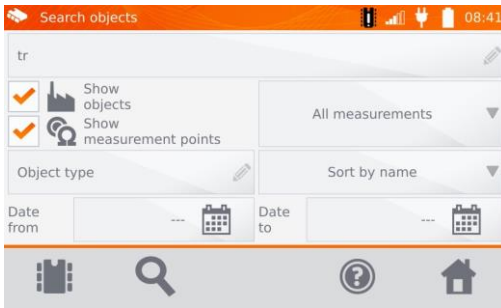 Search objects
08:41
tr
Show
objects
Show
measurement points
All measurements
Object type
Sort by name
Date
from
---
Date
to
---